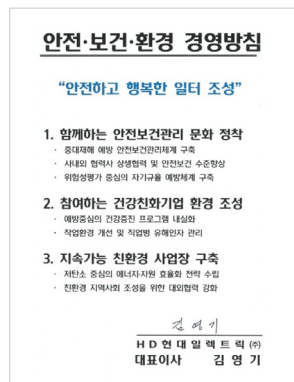 안전·보건·환경 경영방침
“안전하고 행복한 일터 조성”
1. 함께하는 안전보건관리 문화 정착
· 중대재해 예방 안전보건관리체계 구축
· 사내외 협력사 상생협력 및 안전보건 수준향상
· 위험성평가 중심의 자기규율 예방체계 구축
2. 참여하는 건강친화기업 환경 조성
· 예방중심의 건강증진 프로그램 내실화
· 작업환경 개선 및 직업병 유해인자 관리
3. 지속가능 친환경 사업장 구축
· 저탄소 중심의 에너지·자원 효율화 전략 수립
· 친환경 지역사회 조성을 위한 대외협력 강화
김영기
HD현대일렉트릭㈜
대표이사 김영기